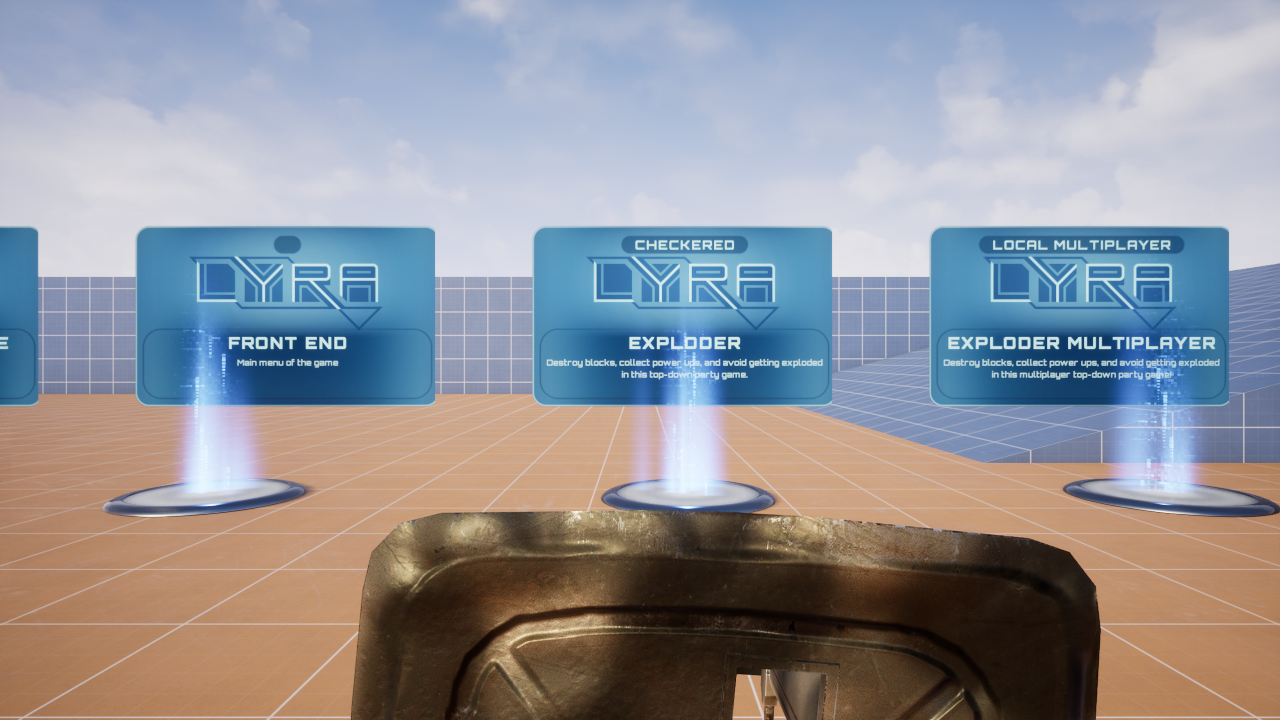 E
LYRA
FRONT END
Main menu of the game
CHECKERED
LYRA
EXPLODER
Destroy blocks, collect power ups, and avoid getting exploded
in this top-down party game.
LOCAL MULTIPLAYER
LYRA
EXPLODER MULTIPLAYER
Destroy blocks, collect power ups, and avoid getting exploded
in this multiplayer top-down party game!